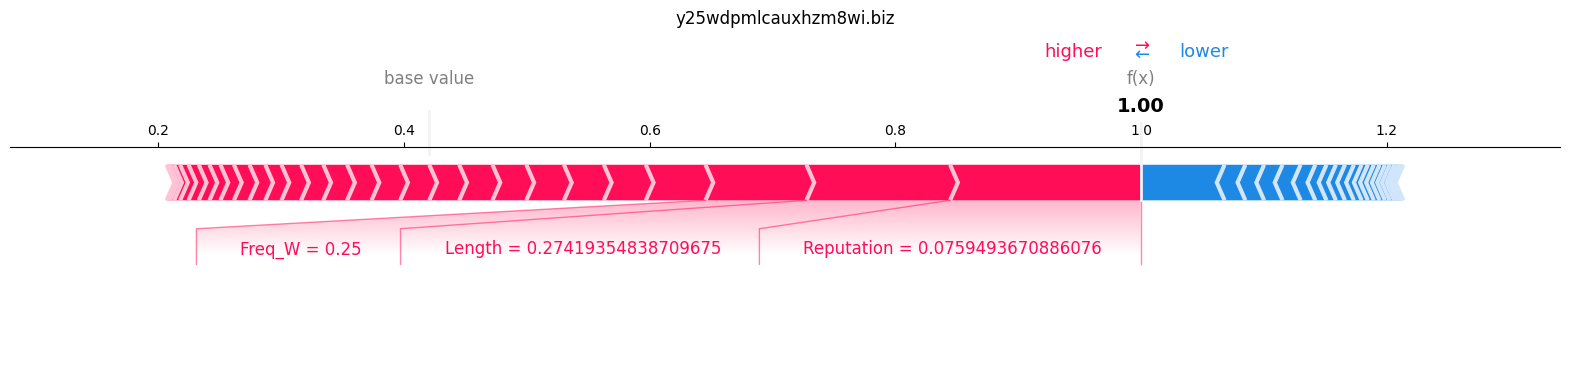 y25wdpmlcauxhzm8wi.biz
higher ⇄ lower
base value f(x)
1.00
0.2 0.4 0.6 0.8 1.0 1.2
Freq_W = 0.25 Length = 0.27419354838709675 Reputation = 0.0759493670886076